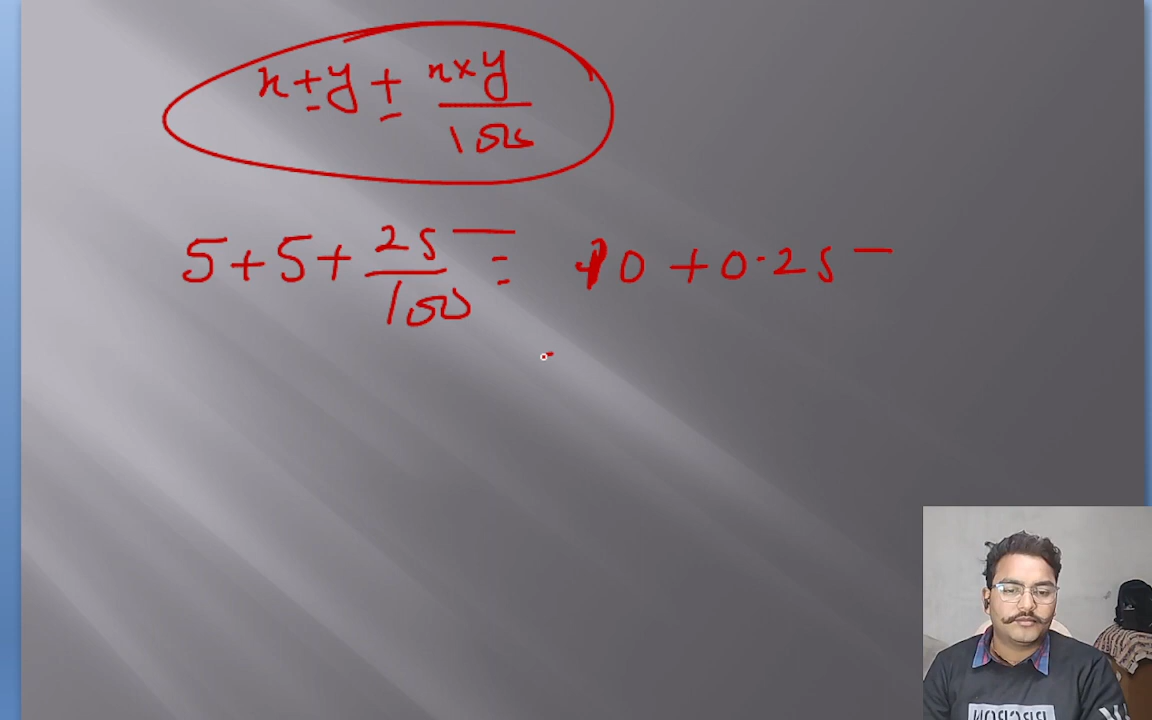 x ± y ± x×y/100
5+5+25/100 = 10+0.25